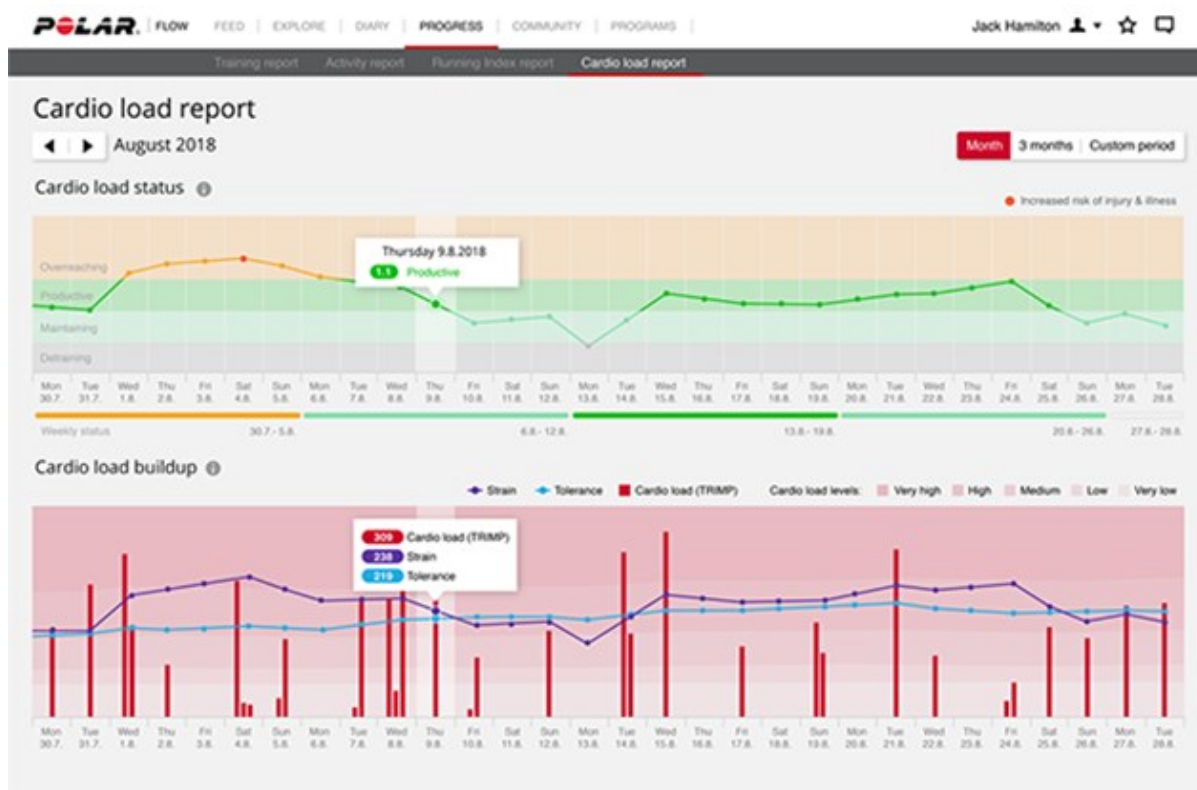 POLAR. FLOW FEED EXPLORE DIARY PROGRESS COMMUNITY PROGRAMS Jack Hamilton
Training report Activity report Running Index report Cardio load report
Cardio load report
August 2018 Month 3 months Custom period
Cardio load status
Increased risk of injury & illness
Thursday 9.8.2018
1.1 Productive
Overreaching
Productive
Maintaining
Detraining
Mon Tue Wed Thu Fri Sat Sun Mon Tue Wed Thu Fri Sat Sun Mon Tue Wed Thu Fri Sat Sun Mon Tue Wed Thu Fri Sat Sun Mon Tue
30.7. 31.7. 1.8. 2.8. 3.8. 4.8. 5.8. 6.8. 7.8. 8.8. 9.8. 10.8. 11.8. 12.8. 13.8. 14.8. 15.8. 16.8. 17.8. 18.8. 19.8. 20.8. 21.8. 22.8. 23.8. 24.8. 25.8. 26.8. 27.8. 28.8.
Weekly status 30.7.- 5.8. 6.8.- 12.8. 13.8.- 19.8. 20.8.- 26.8. 27.8.- 28.8.
Cardio load buildup
Strain Tolerance Cardio load (TRIMP) Cardio load levels: Very high High Medium Low Very low
309 Cardio load (TRIMP)
238 Strain
219 Tolerance
Mon Tue Wed Thu Fri Sat Sun Mon Tue Wed Thu Fri Sat Sun Mon Tue Wed Thu Fri Sat Sun Mon Tue Wed Thu Fri Sat Sun Mon Tue
30.7. 31.7. 1.8. 2.8. 3.8. 4.8. 5.8. 6.8. 7.8. 8.8. 9.8. 10.8. 11.8. 12.8. 13.8. 14.8. 15.8. 16.8. 17.8. 18.8. 19.8. 20.8. 21.8. 22.8. 23.8. 24.8. 25.8. 26.8. 27.8. 28.8.